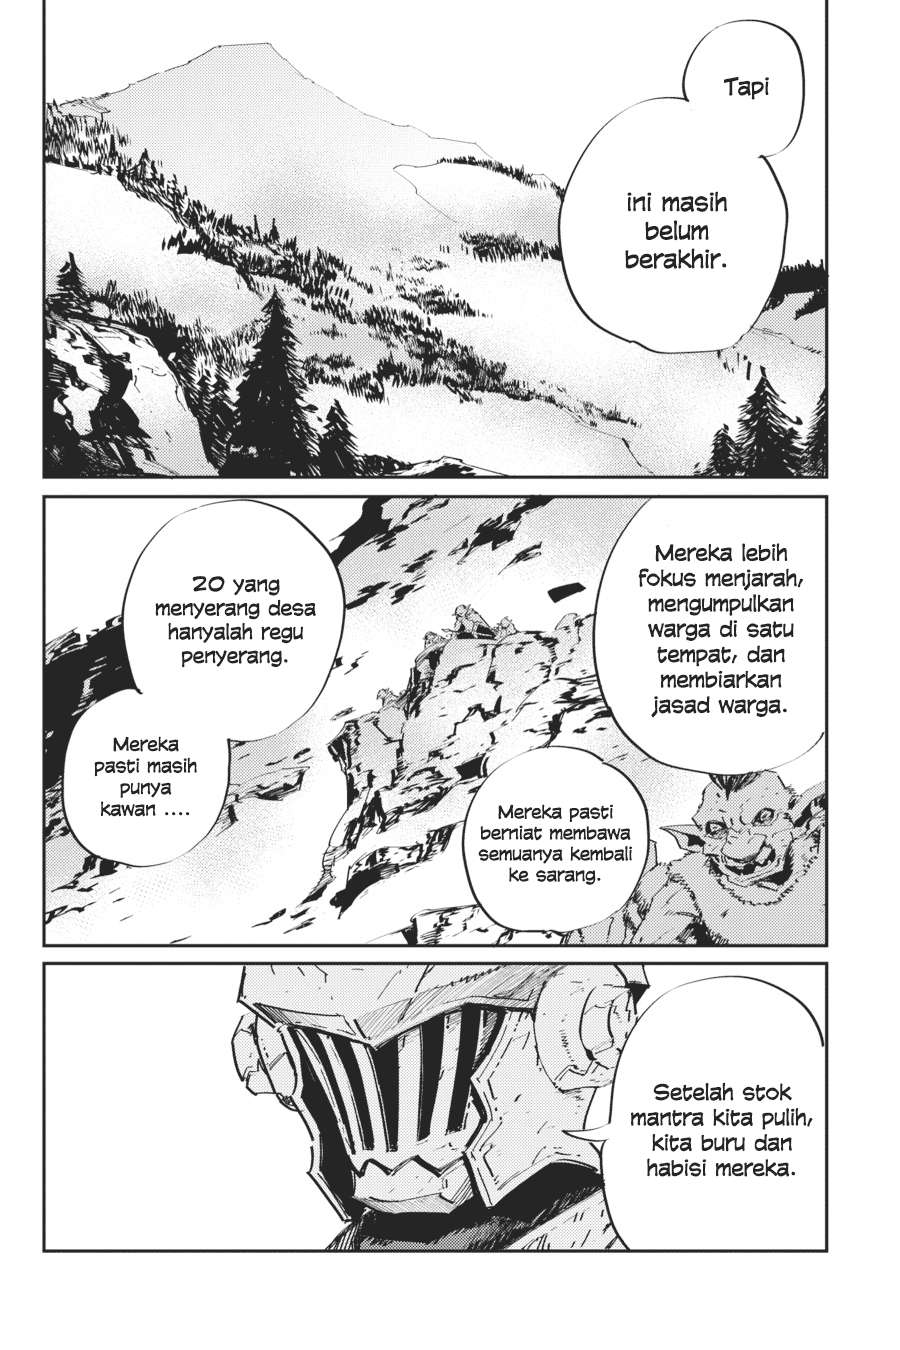 Tapi
ini masih
belum
berakhir.
Mereka lebih
fokus menjarah,
mengumpulkan
warga di satu
tempat, dan
membiarkan
jasad warga.
Mereka pasti
berniat membawa
semuanya kembali
ke sarang.
20 yang
menyerang desa
hanyalah regu
penyerang.
Mereka
pasti masih
punya
kawan ....
Setelah stok
mantra kita pulih,
kita buru dan
habisi mereka.